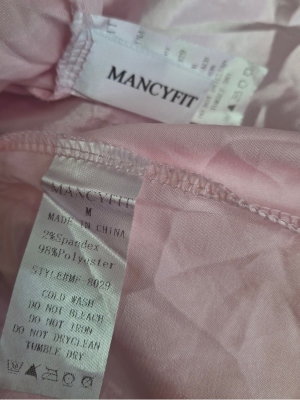 MANCYFIT
MANCYFIT
M
MADE IN CHINA
2%Spandex
98%Polyester
STYLE#MF-8029
COLD WASH
DO NOT BLEACH
DO NOT IRON
DO NOT DRYCLEAN
TUMBLE DRY